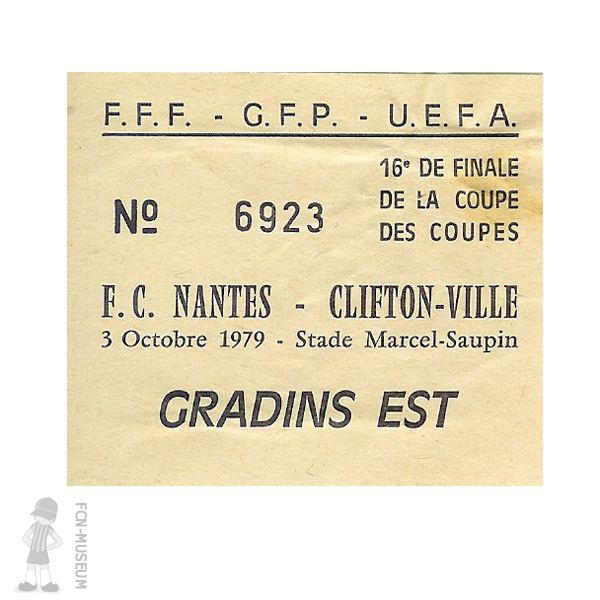 F.F.F. - G.F.P. - U.E.F.A.
16e DE FINALE
DE LA COUPE
DES COUPES
No 6923
F.C. NANTES - CLIFTON-VILLE
3 Octobre 1979 - Stade Marcel-Saupin
GRADINS EST
FCN-MUSEUM